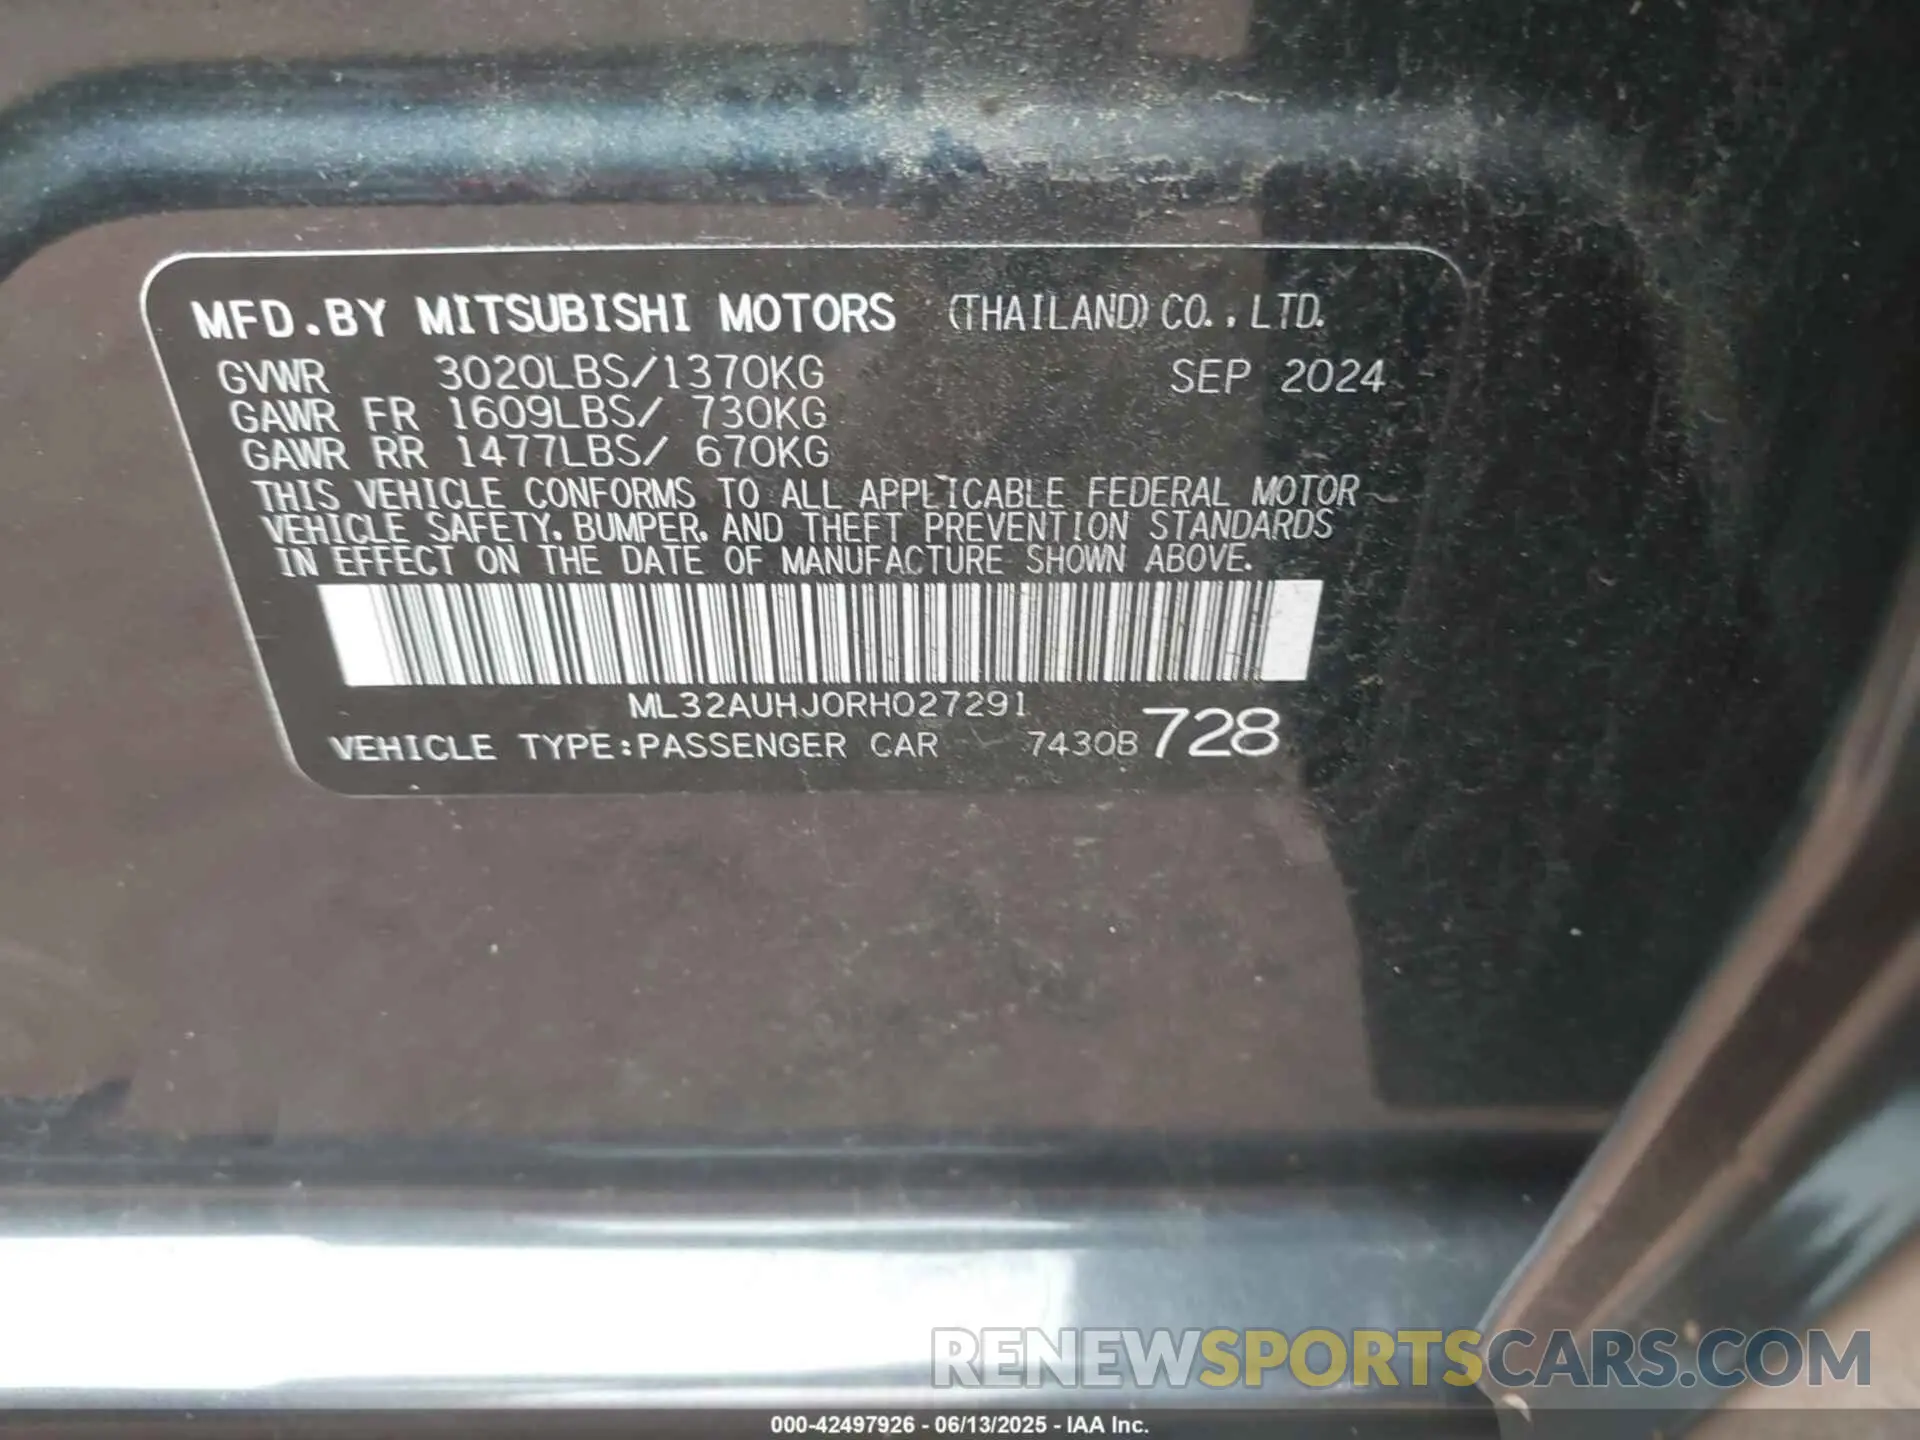 MFD.BY MITSUBISHI MOTORS (THAILAND) CO.,LTD.
GVWR 3020LBS/1370KG SEP 2024
GAWR FR 1609LBS/ 730KG
GAWR RR 1477LBS/ 670KG
THIS VEHICLE CONFORMS TO ALL APPLICABLE FEDERAL MOTOR
VEHICLE SAFETY, BUMPER, AND THEFT PREVENTION STANDARDS
IN EFFECT ON THE DATE OF MANUFACTURE SHOWN ABOVE.
ML32AUHJ0RH027291
VEHICLE TYPE:PASSENGER CAR 7430B 728
RENEWSPORTSCARS.COM
000-42497926 - 06/13/2025 - IAA Inc.